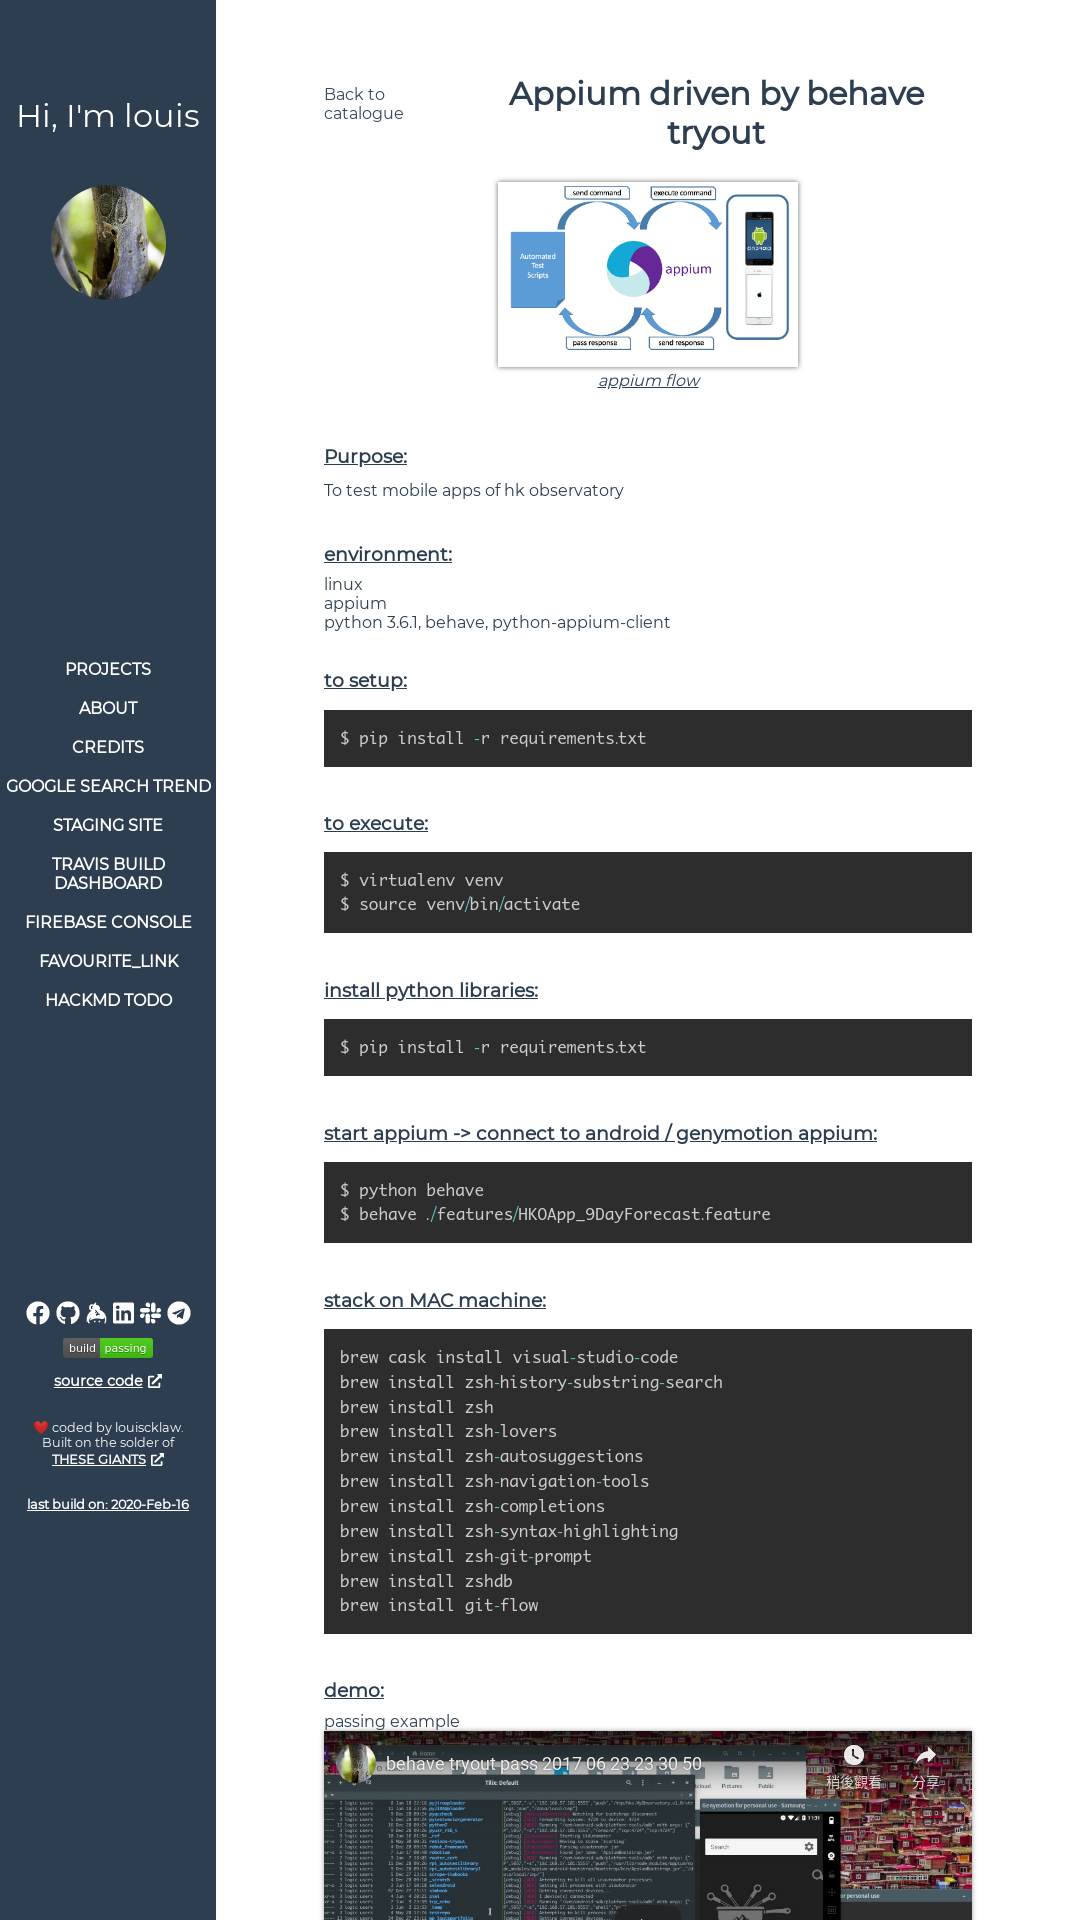 Hi, I'm louis
PROJECTS
ABOUT
CREDITS
GOOGLE SEARCH TREND
STAGING SITE
TRAVIS BUILD
DASHBOARD
FIREBASE CONSOLE
FAVOURITE_LINK
HACKMD TODO
build passing
source code
❤️ coded by louiscklaw.
Built on the solder of
THESE GIANTS
last build on: 2020-Feb-16
Back to
catalogue
Appium driven by behave
tryout
send command
execute command
Automated
Test
Scripts
appium
android
pass response
send response
appium flow
Purpose:
To test mobile apps of hk observatory
environment:
linux
appium
python 3.6.1, behave, python-appium-client
to setup:
$ pip install -r requirements.txt
to execute:
$ virtualenv venv
$ source venv/bin/activate
install python libraries:
$ pip install -r requirements.txt
start appium -> connect to android / genymotion appium:
$ python behave
$ behave ./features/HKOApp_9DayForecast.feature
stack on MAC machine:
brew cask install visual-studio-code
brew install zsh-history-substring-search
brew install zsh
brew install zsh-lovers
brew install zsh-autosuggestions
brew install zsh-navigation-tools
brew install zsh-completions
brew install zsh-syntax-highlighting
brew install zsh-git-prompt
brew install zshdb
brew install git-flow
demo:
passing example
behave tryout pass 2017 06 23 23 30 50
稍後觀看
分享
Tilix: Default
Pictures
Public
Genymotion for personal use - Samsung
11:31
Search